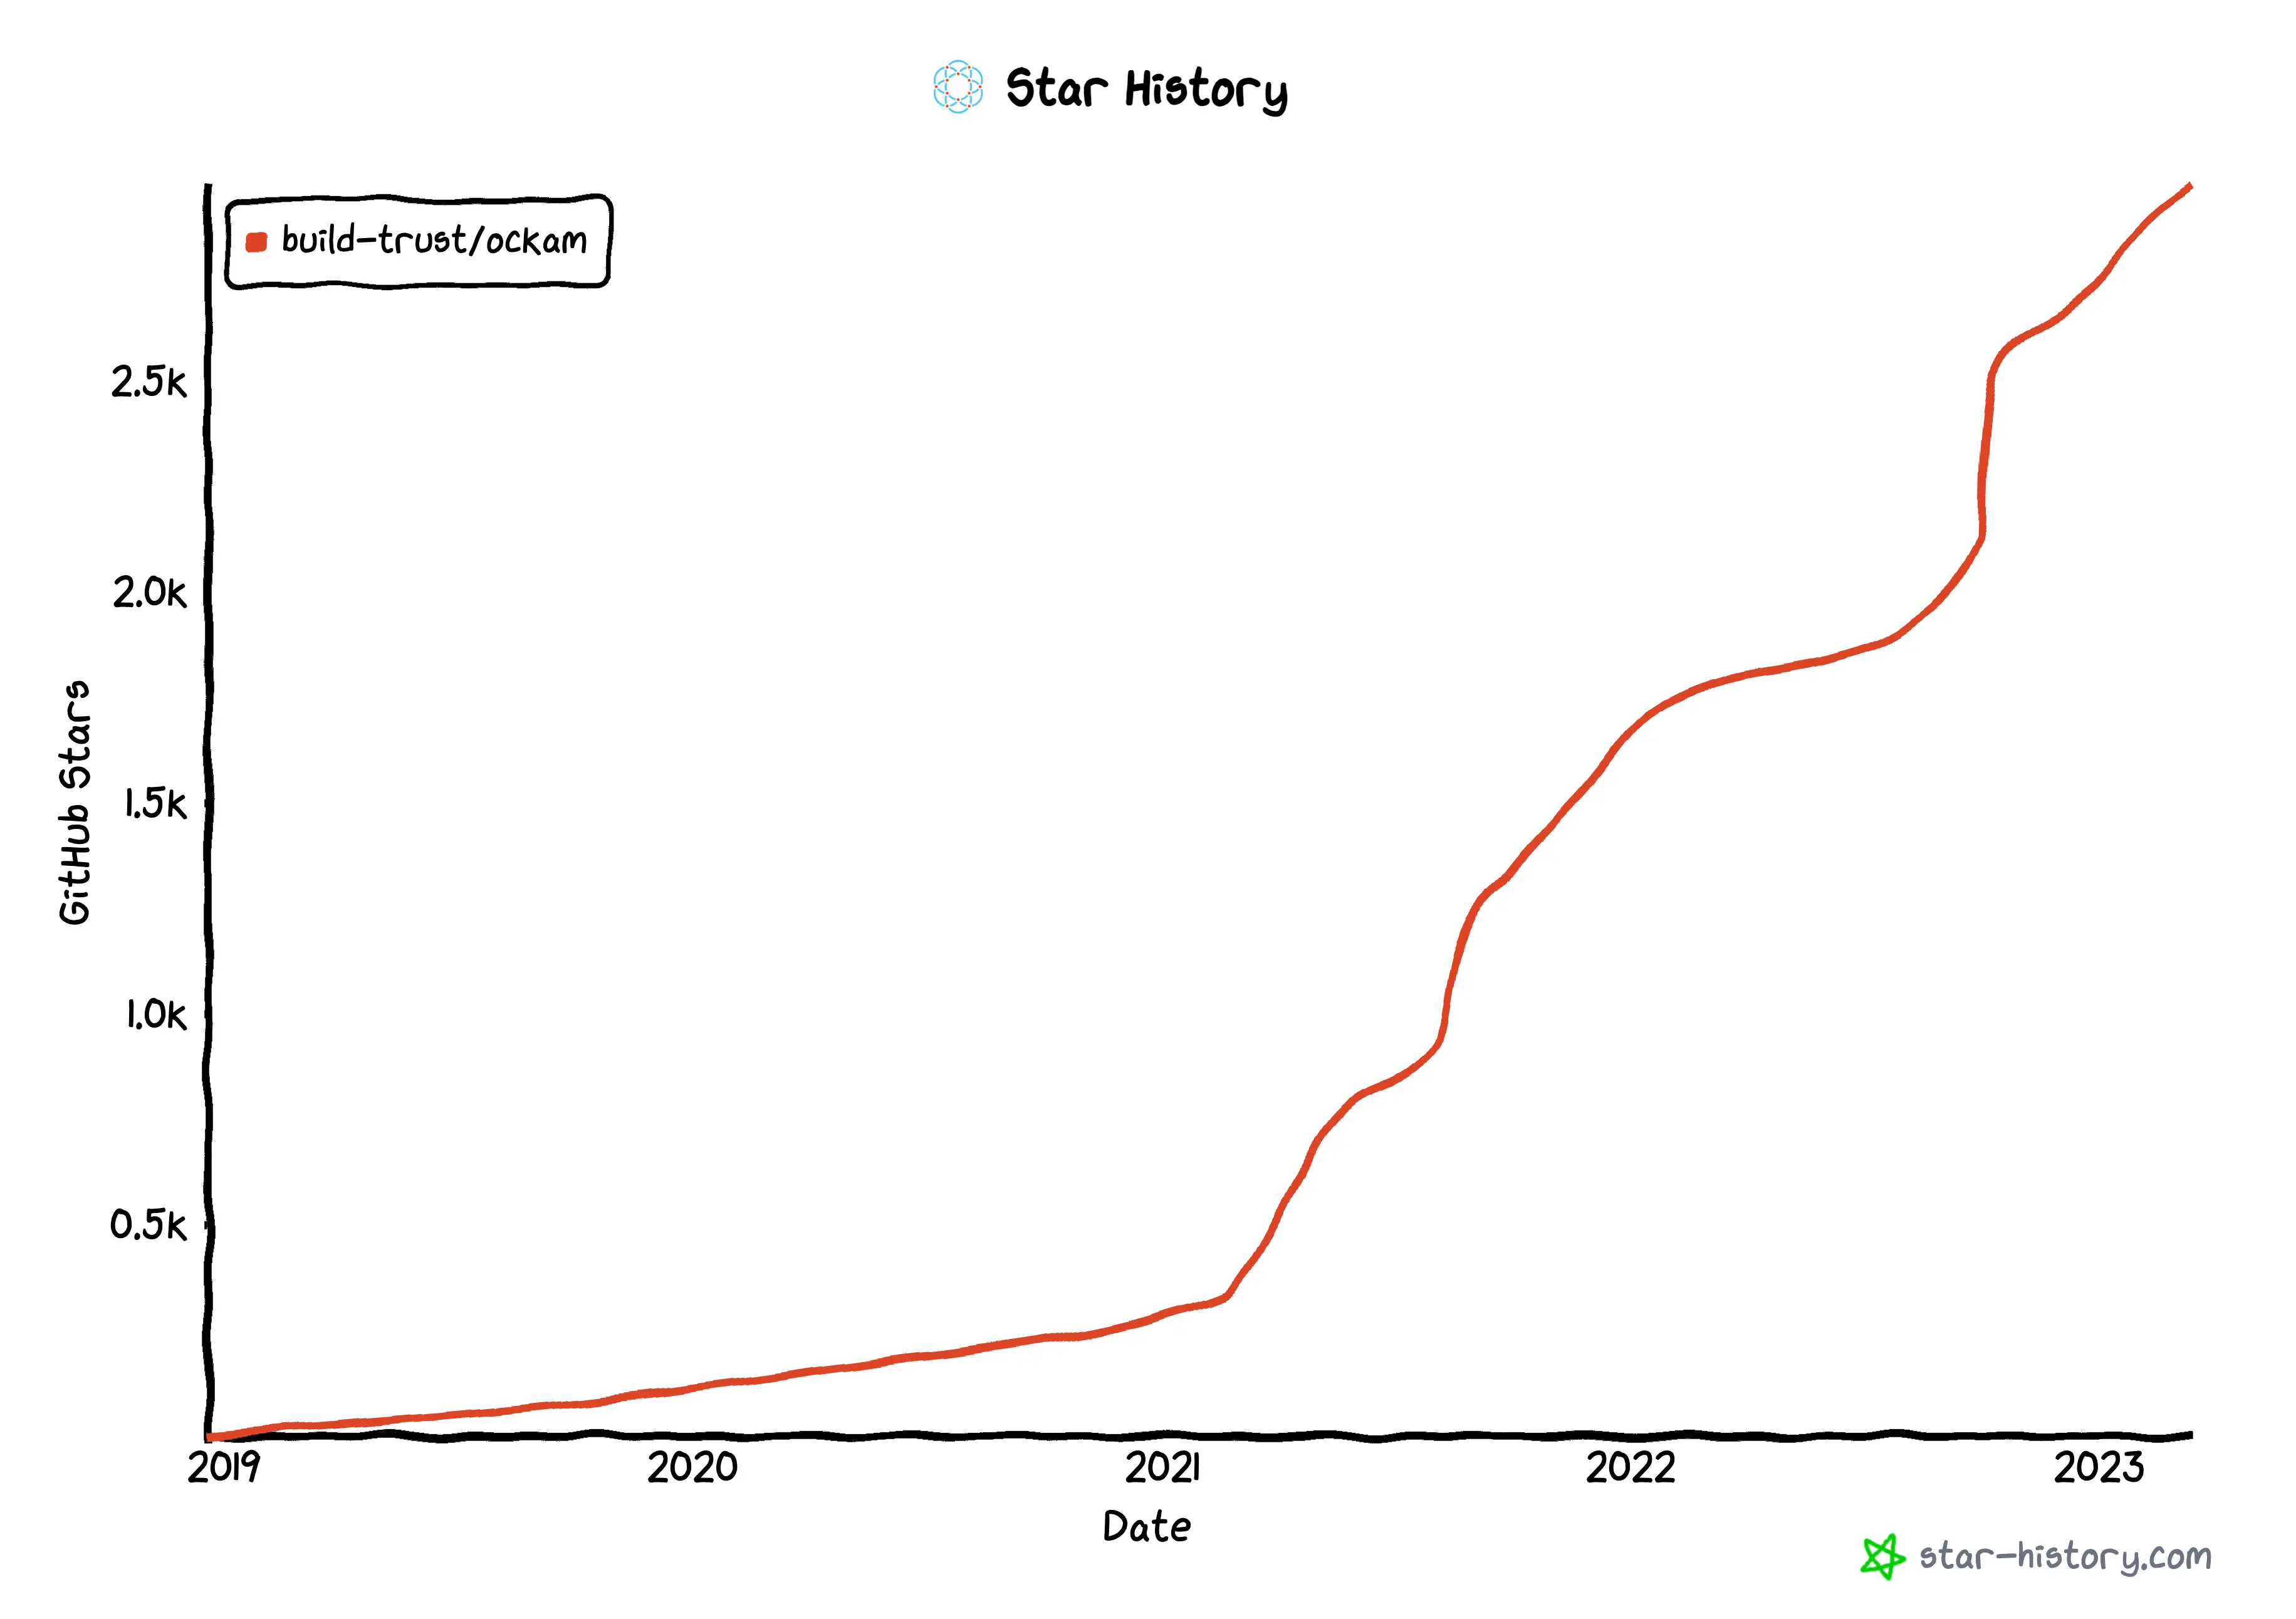 Star History
build-trust/ockam
2.5K
2.0K
1.5K
1.0K
0.5K
GitHub Stars
2019
2020
2021
2022
2023
Date
star-history.com